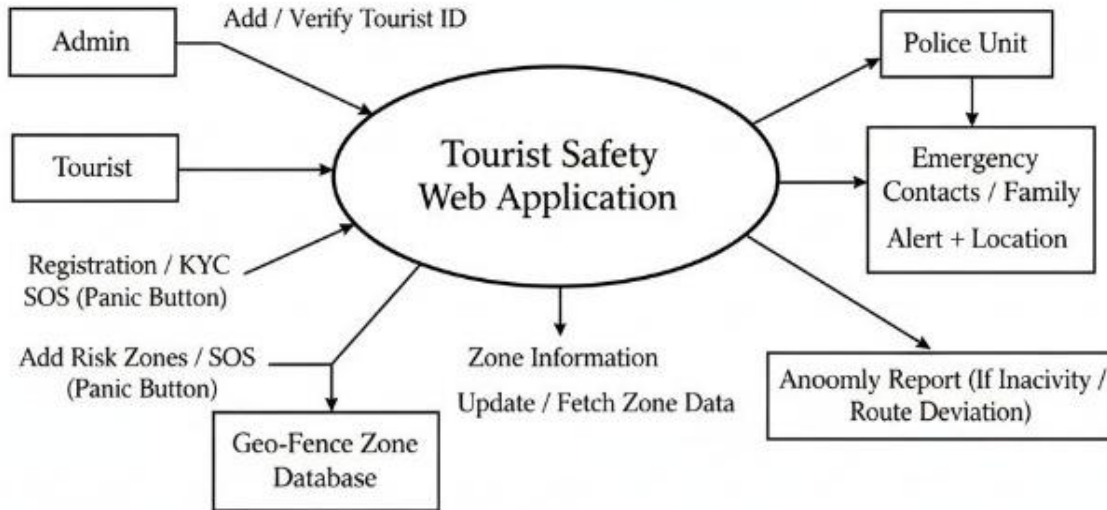 Add / Verify Tourist ID
Admin
Police Unit
Tourist Safety
Web Application
Tourist
Emergency
Contacts / Family
Alert + Location
Registration / KYC
SOS (Panic Button)
Add Risk Zones / SOS
(Panic Button)
Zone Information
Update / Fetch Zone Data
Anoomly Report (If Inacivity /
Route Deviation)
Geo-Fence Zone
Database